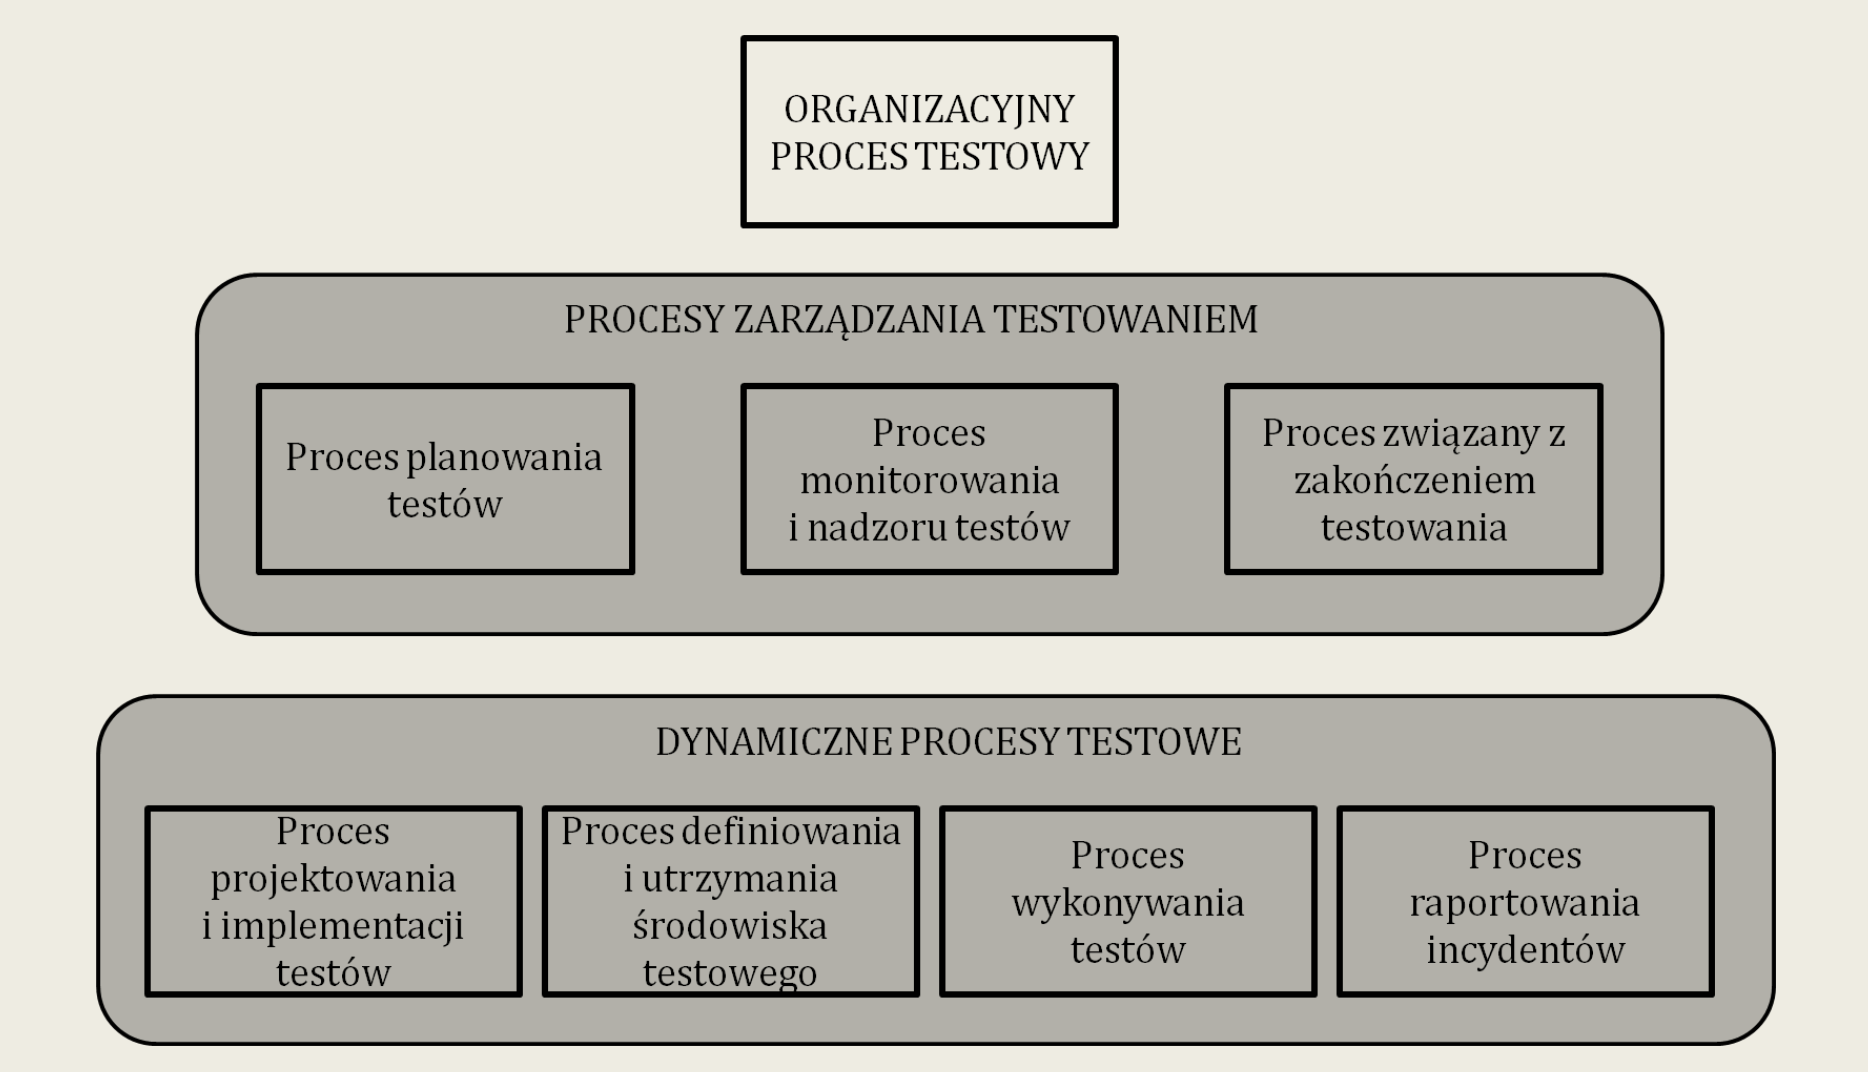 ORGANIZACYJNY
PROCES TESTOWY
PROCESY ZARZĄDZANIA TESTOWANIEM
Proces planowania
testów
Proces
monitorowania
i nadzoru testów
Proces związany z
zakończeniem
testowania
DYNAMICZNE PROCESY TESTOWE
Proces
projektowania
i implementacji
testów
Proces definiowania
i utrzymania
środowiska
testowego
Proces
wykonywania
testów
Proces
raportowania
incydentów